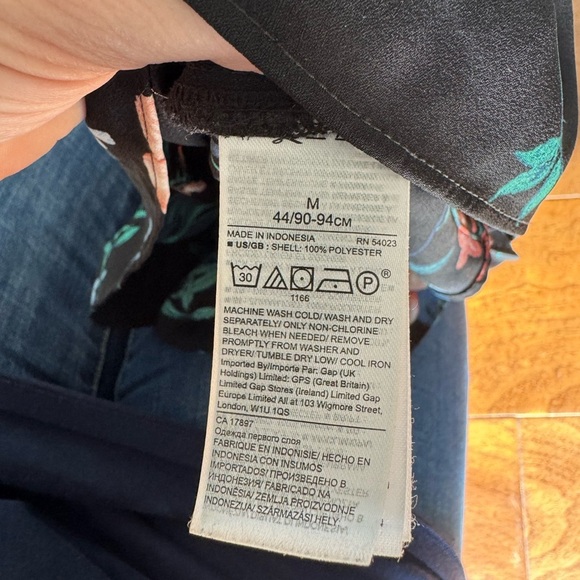 M
44/90-94CM
MADE IN INDONESIA RN 54023
■ US/GB : SHELL: 100% POLYESTER
30 P ®
1166
MACHINE WASH COLD/ WASH AND DRY
SEPARATELY/ ONLY NON-CHLORINE
BLEACH WHEN NEEDED/ REMOVE
PROMPTLY FROM WASHER AND
DRYER/ TUMBLE DRY LOW/ COOL IRON
Imported By/Importe Par: Gap (UK
Holdings) Limited: GPS (Great Britain)
Limited Gap Stores (Ireland) Limited Gap
Europe Limited All at 103 Wigmore Street,
London, W1U 1QS
CA 17897
Одежда первого слоя
FABRIQUE EN INDONESIE/ HECHO EN
INDONESIA CON INSUMOS
IMPORTADOS/ ПРОИЗВЕДЕНО В
ИНДОНЕЗИЯ/ FABRICADO NA
INDONÉSIA/ ZEMLJA PROIZVODNJE
INDONEZIJA/ SZÁRMAZÁSI HELY